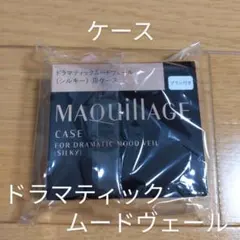 ケース
ドラマティックムードヴェール
(シルキー)用ケース
MAQuillAGE
CASE
FOR DRAMATIC MOOD VEIL
(SILKY)
ドラマティック
ムードヴェール